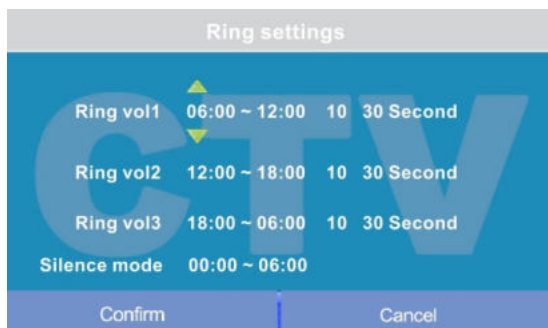 Ring settings
CTV
Ring vol1 06:00 ~ 12:00 10 30 Second
Ring vol2 12:00 ~ 18:00 10 30 Second
Ring vol3 18:00 ~ 06:00 10 30 Second
Silence mode 00:00 ~ 06:00
Confirm Cancel